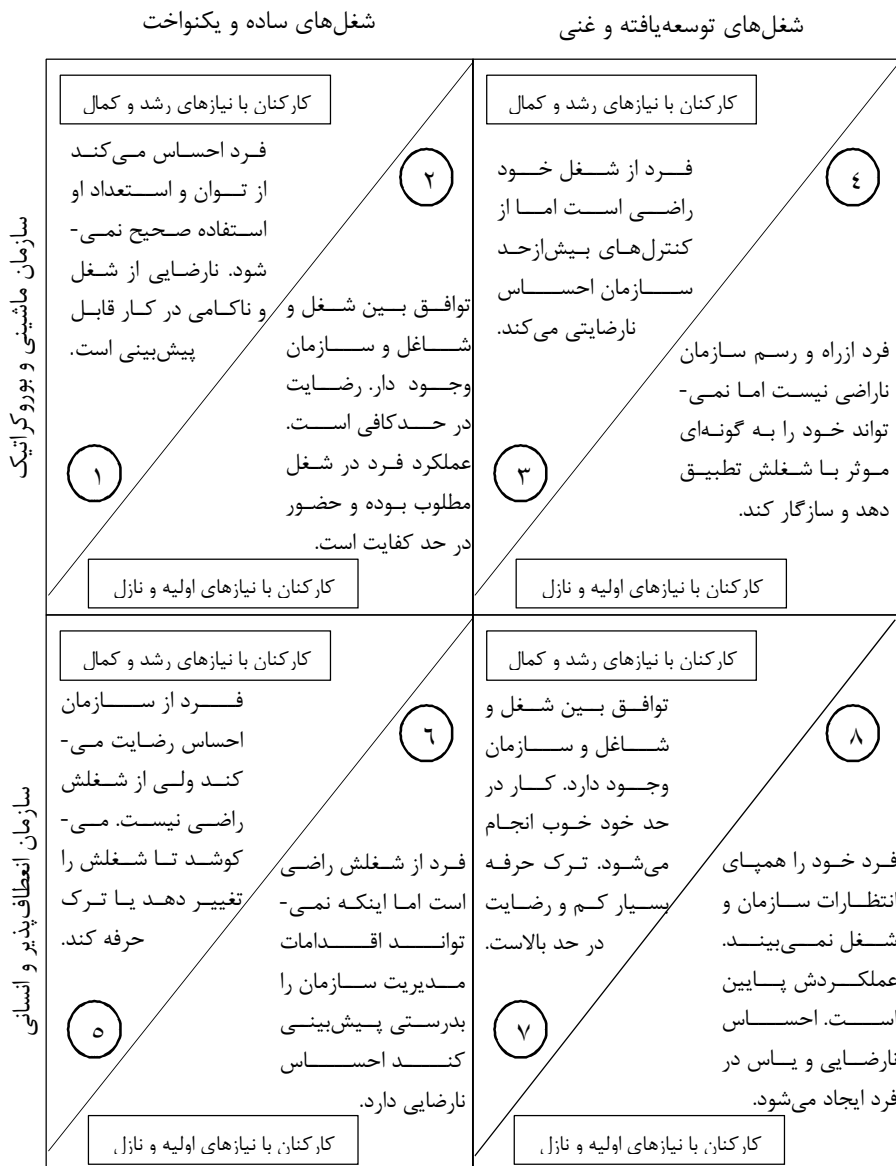 شغل‌های ساده و یکنواخت
شغل‌های توسعه‌یافته و غنی
سازمان ماشینی و بوروکراتیک
کارکنان با نیازهای رشد و کمال
فرد احساس می‌کند
از توان و استعداد او
استفاده صحیح نمی-
شود. نارضایی از شغل
و ناکامی در کار قابل
پیش‌بینی است.
۱
۲
توافق بین شغل و
شاغل و سازمان
وجود دار. رضایت
در حدکافی است.
عملکرد فرد در شغل
مطلوب بوده و حضور
در حد کفایت است.
کارکنان با نیازهای اولیه و نازل
کارکنان با نیازهای رشد و کمال
فرد از شغل خود
راضی است اما از
کنترل‌های بیش‌ازحد
سازمان احساس
نارضایتی می‌کند.
۳
٤
فرد ازراه و رسم سازمان
ناراضی نیست اما نمی-
تواند خود را به گونه‌ای
موثر با شغلش تطبیق
دهد و سازگار کند.
کارکنان با نیازهای اولیه و نازل
سازمان انعطاف‌پذیر و انسانی
کارکنان با نیازهای رشد و کمال
فرد از سازمان
احساس رضایت می-
کند ولی از شغلش
راضی نیست. می-
کوشد تا شغلش را
تغییر دهد یا ترک
حرفه کند.
٥
٦
فرد از شغلش راضی
است اما اینکه نمی-
تواند اقدامات
مدیریت سازمان را
بدرستی پیش‌بینی
کند احساس
نارضایی دارد.
کارکنان با نیازهای اولیه و نازل
کارکنان با نیازهای رشد و کمال
توافق بین شغل و
شاغل و سازمان
وجود دارد. کار در
حد خود خوب انجام
می‌شود. ترک حرفه
بسیار کم و رضایت
در حد بالاست.
۷
۸
فرد خود را همپای
انتظارات سازمان و
شغل نمی‌بیند.
عملکردش پایین
است. احساس
نارضایی و یاس در
فرد ایجاد می‌شود.
کارکنان با نیازهای اولیه و نازل